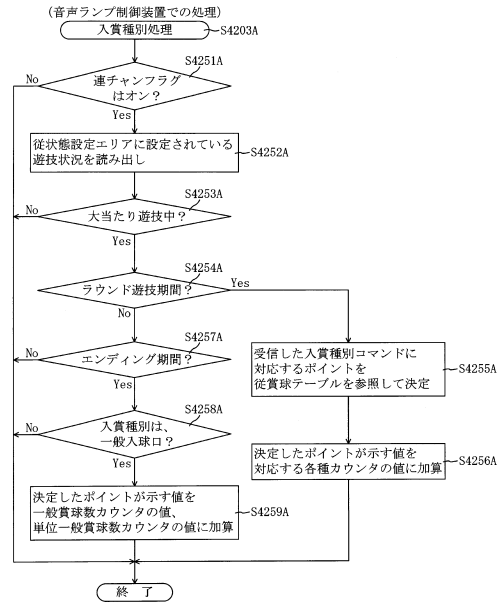 (音声ランプ制御装置での処理)
入賞種別処理
S4203A
S4251A
連チャンフラグ
はオン?
No
Yes
従状態設定エリアに設定されている
遊技状況を読み出し
S4252A
S4253A
大当たり遊技中?
No
Yes
S4254A
ラウンド遊技期間?
Yes
No
S4257A
エンディング期間?
No
Yes
受信した入賞種別コマンドに
対応するポイントを
従賞球テーブルを参照して決定
S4255A
S4258A
入賞種別は、
一般入球口?
No
Yes
決定したポイントが示す値を
対応する各種カウンタの値に加算
S4256A
決定したポイントが示す値を
一般賞球数カウンタの値、
単位一般賞球数カウンタの値に加算
S4259A
終 了